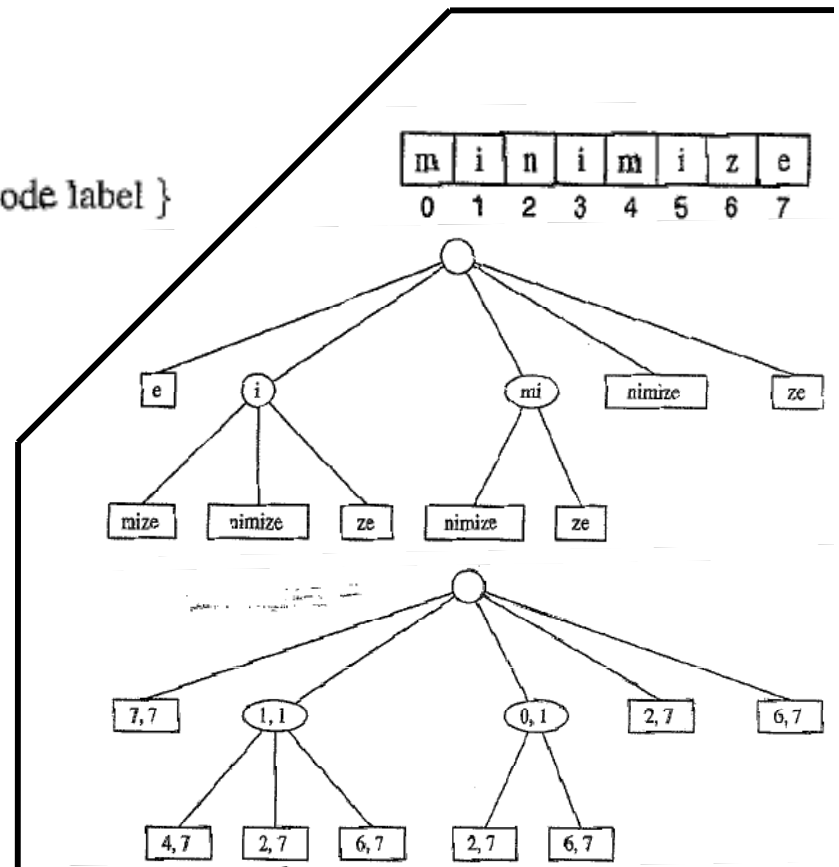 ode label }
m i n i m i z e
0 1 2 3 4 5 6 7
e i mi nimize ze
mize nimize ze nimize ze
7, 7 1, 1 0, 1 2, 7 6, 7
4, 7 2, 7 6, 7 2, 7 6, 7